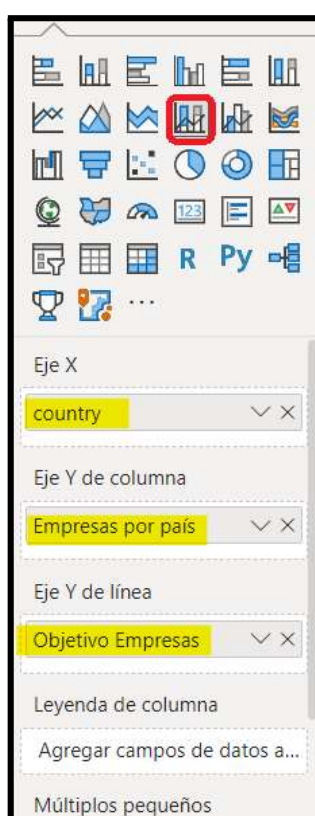 123
R Py
...
Eje X
country
Eje Y de columna
Empresas por país
Eje Y de línea
Objetivo Empresas
Leyenda de columna
Agregar campos de datos a...
Múltiplos pequeños